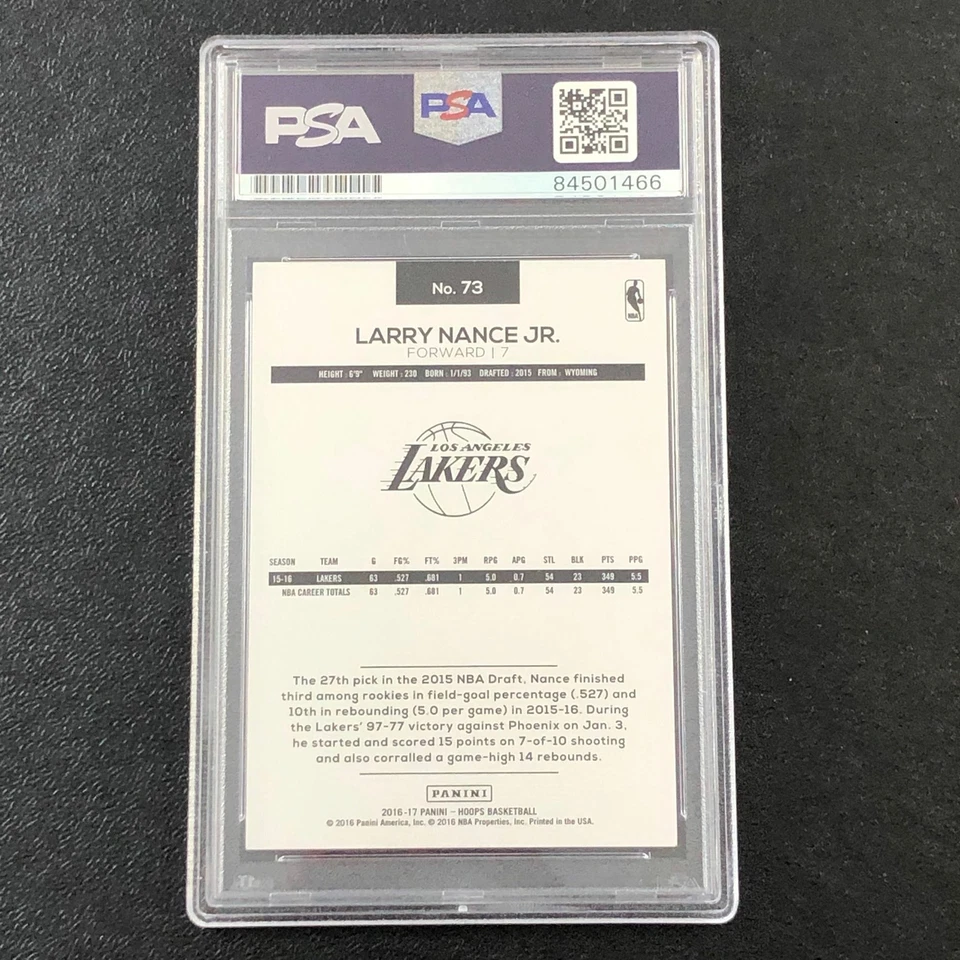 PSA
PSA
84501466
No. 73
NBA
LARRY NANCE JR.
FORWARD | 7
HEIGHT : 6'9" WEIGHT : 230 BORN : 1/1/93 DRAFTED : 2015 FROM : WYOMING
LOS ANGELES
LAKERS
SEASON TEAM G FG% FT% 3PM RPG APG STL BLK PTS PPG
15-16 LAKERS 63 .527 .681 1 5.0 0.7 54 23 349 5.5
NBA CAREER TOTALS 63 .527 .681 1 5.0 0.7 54 23 349 5.5
The 27th pick in the 2015 NBA Draft, Nance finished
third among rookies in field-goal percentage (.527) and
10th in rebounding (5.0 per game) in 2015-16. During
the Lakers' 97-77 victory against Phoenix on Jan. 3,
he started and scored 15 points on 7-of-10 shooting
and also corralled a game-high 14 rebounds.
PANINI
2016-17 PANINI – HOOPS BASKETBALL
© 2016 Panini America, Inc. © 2016 NBA Properties, Inc. Printed in the USA.